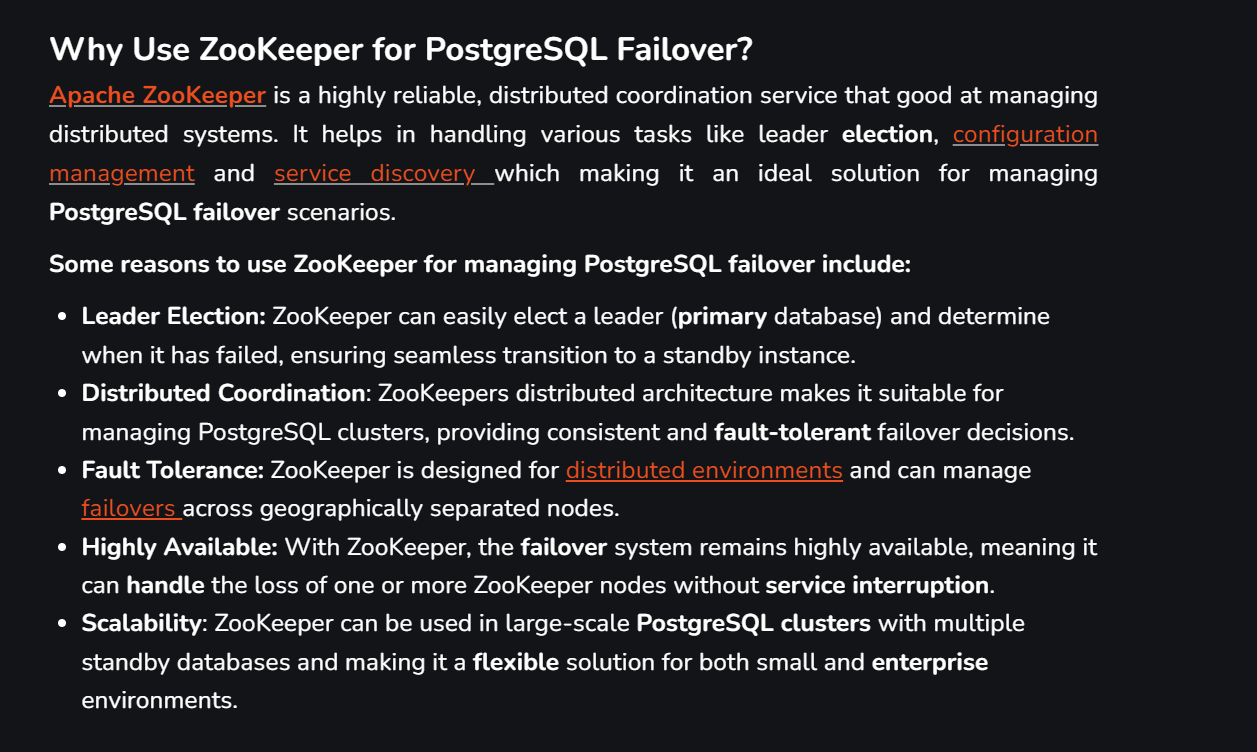 Why Use ZooKeeper for PostgreSQL Failover?
Apache ZooKeeper is a highly reliable, distributed coordination service that good at managing
distributed systems. It helps in handling various tasks like leader election, configuration
management and service discovery which making it an ideal solution for managing
PostgreSQL failover scenarios.
Some reasons to use ZooKeeper for managing PostgreSQL failover include:
• Leader Election: ZooKeeper can easily elect a leader (primary database) and determine
when it has failed, ensuring seamless transition to a standby instance.
• Distributed Coordination: ZooKeepers distributed architecture makes it suitable for
managing PostgreSQL clusters, providing consistent and fault-tolerant failover decisions.
• Fault Tolerance: ZooKeeper is designed for distributed environments and can manage
failovers across geographically separated nodes.
• Highly Available: With ZooKeeper, the failover system remains highly available, meaning it
can handle the loss of one or more ZooKeeper nodes without service interruption.
• Scalability: ZooKeeper can be used in large-scale PostgreSQL clusters with multiple
standby databases and making it a flexible solution for both small and enterprise
environments.